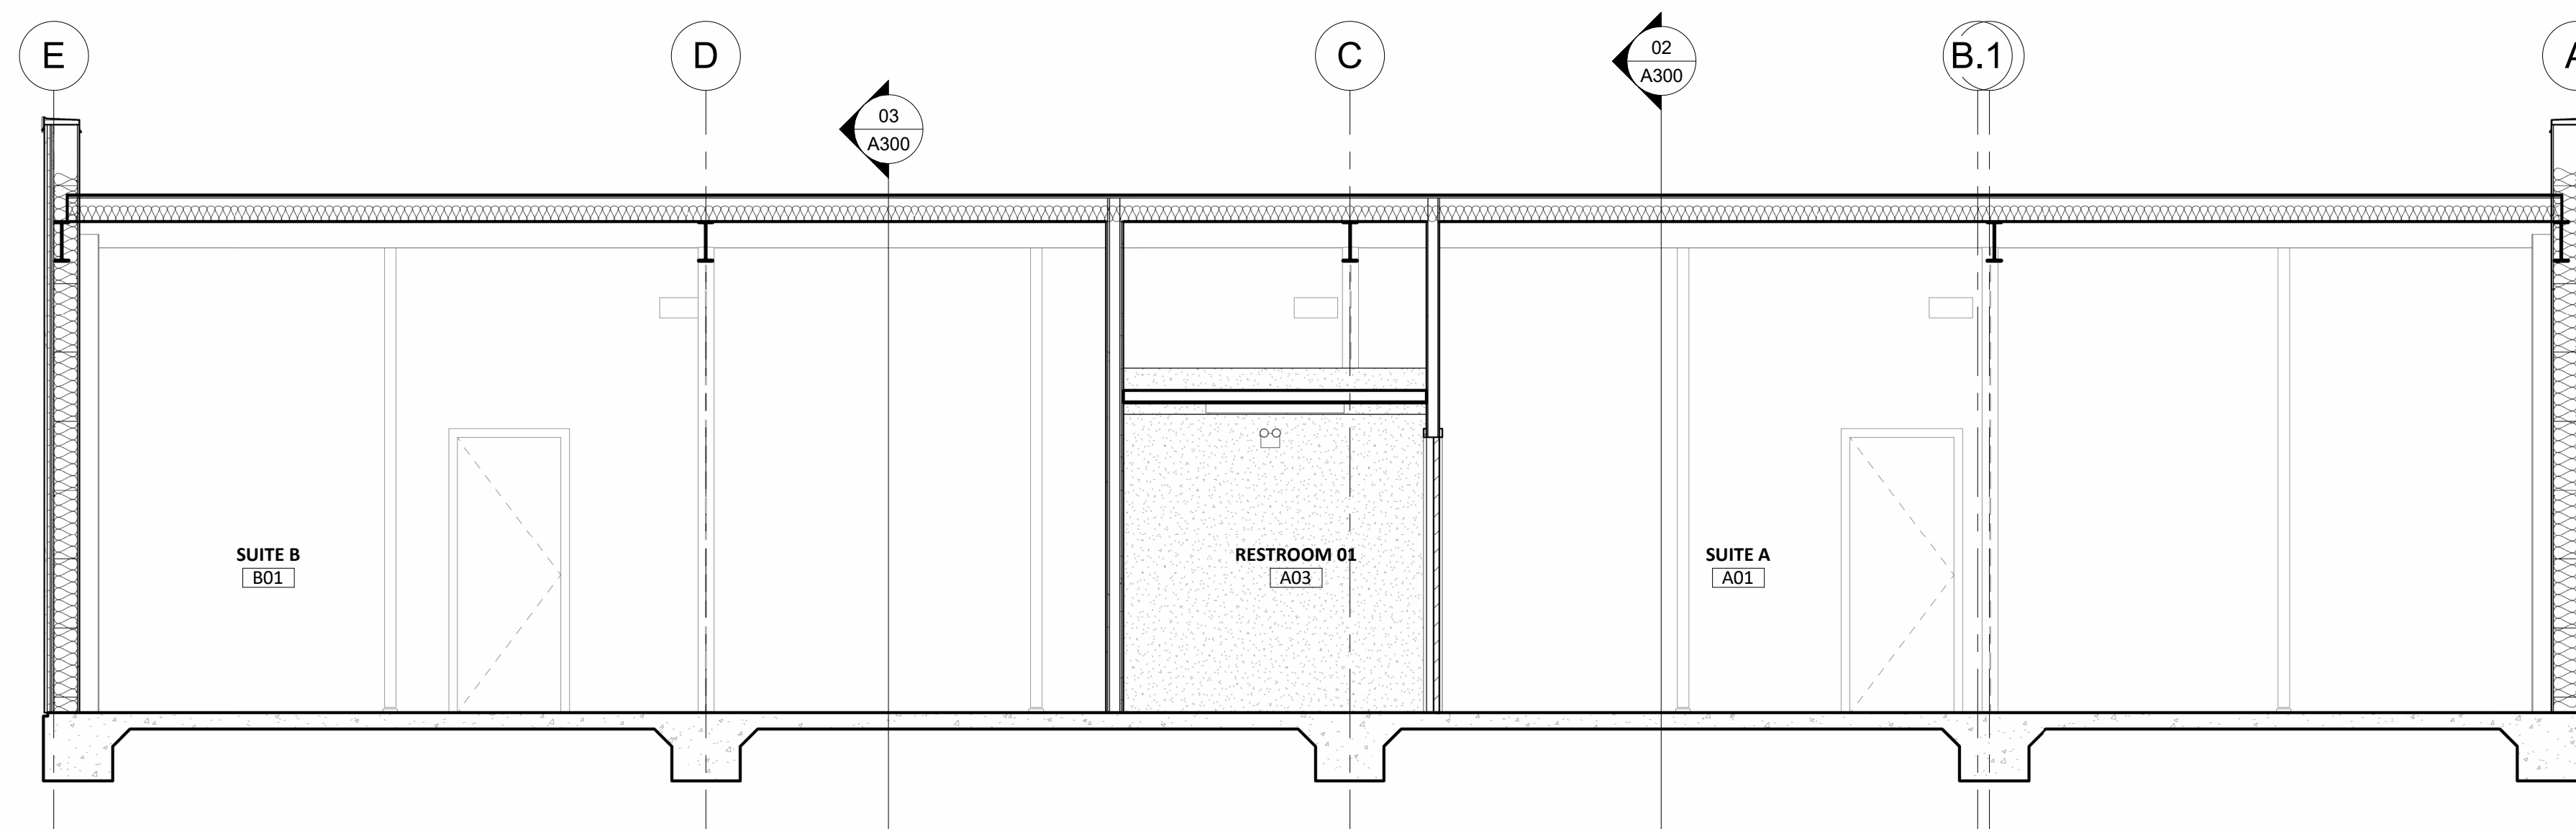 E
D
C
B.1
A
02
A300
03
A300
SUITE B
B01
RESTROOM 01
A03
SUITE A
A01